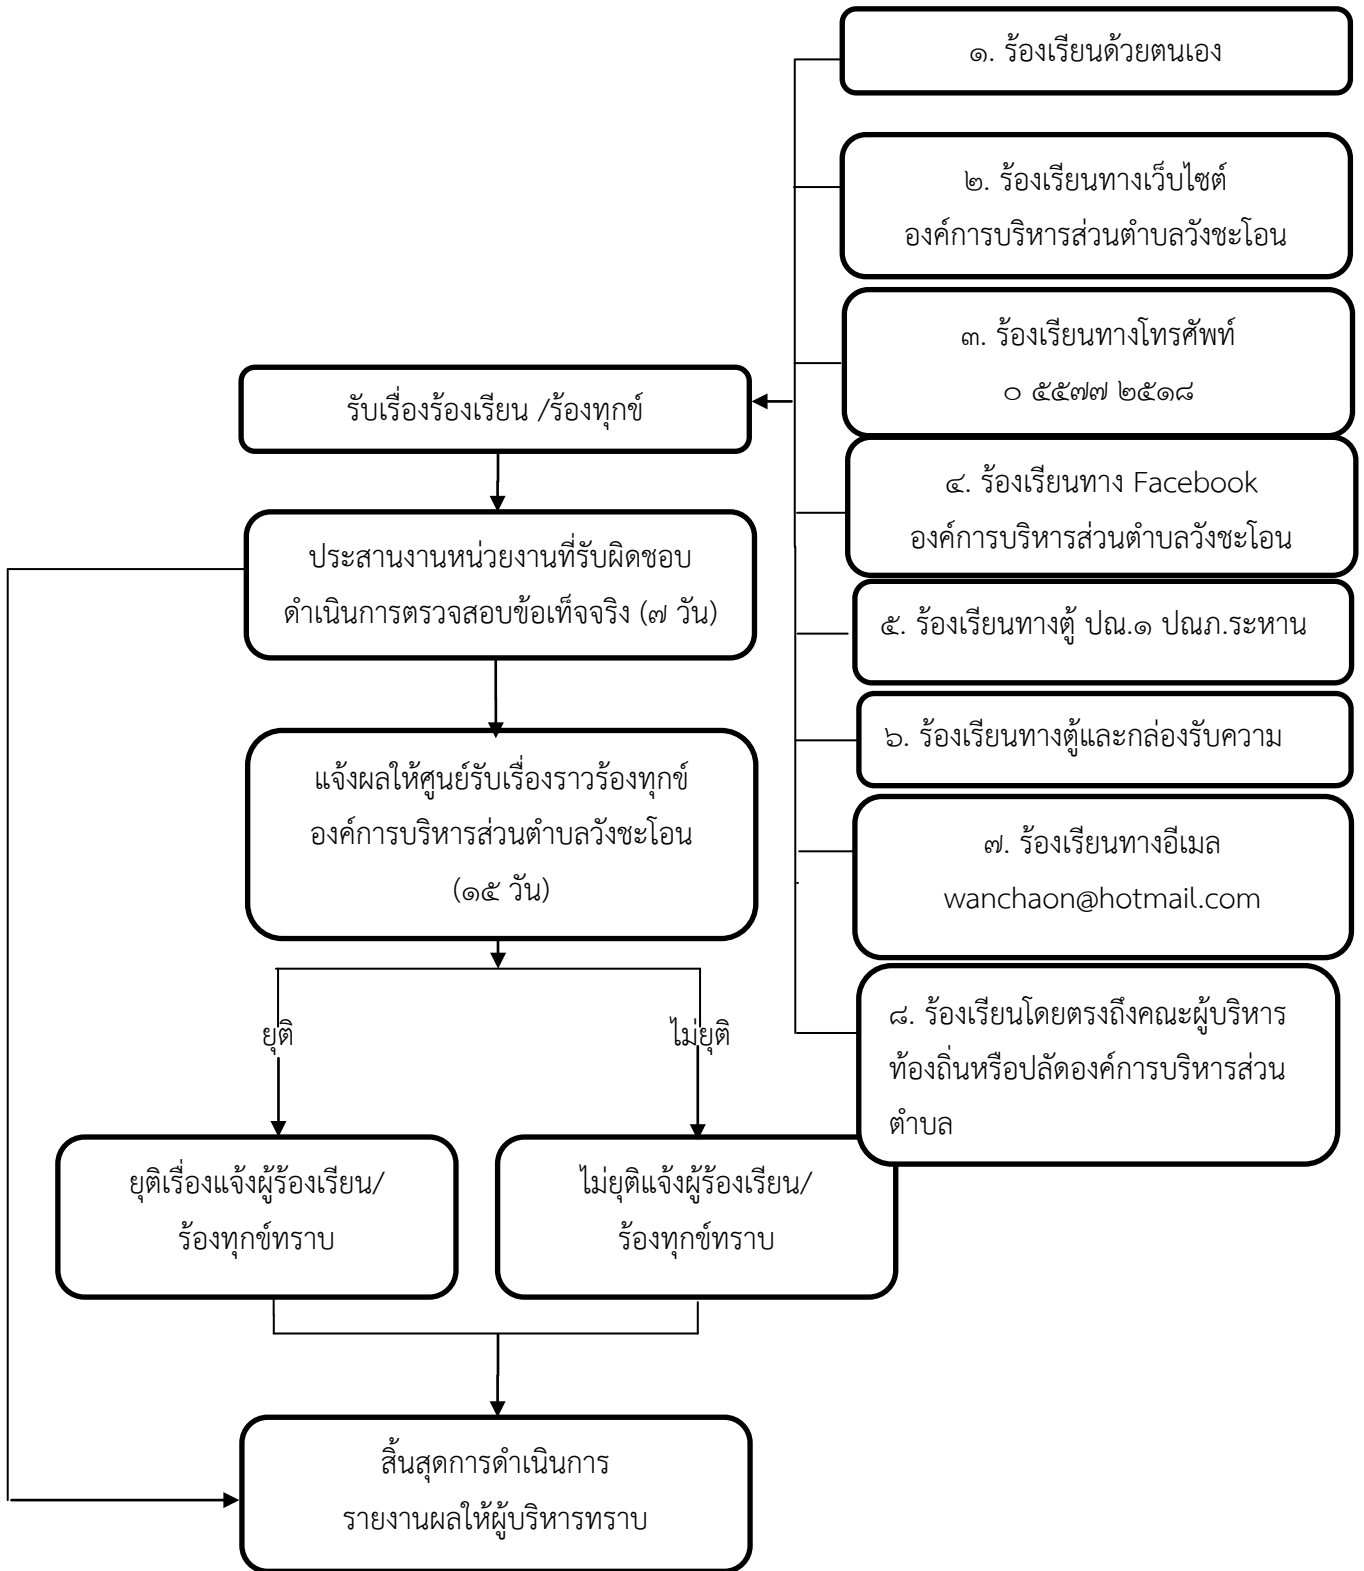 ๑. ร้องเรียนด้วยตนเอง
๒. ร้องเรียนทางเว็บไซต์
องค์การบริหารส่วนตำบลวังชะโอน
๓. ร้องเรียนทางโทรศัพท์
๐ ๕๕๗๗ ๒๕๑๘
๔. ร้องเรียนทาง Facebook
องค์การบริหารส่วนตำบลวังชะโอน
๕. ร้องเรียนทางตู้ ปณ.๑ ปณภ.ระหาน
๖. ร้องเรียนทางตู้และกล่องรับความ
๗. ร้องเรียนทางอีเมล
wanchaon@hotmail.com
๘. ร้องเรียนโดยตรงถึงคณะผู้บริหาร
ท้องถิ่นหรือปลัดองค์การบริหารส่วน
ตำบล
รับเรื่องร้องเรียน /ร้องทุกข์
ประสานงานหน่วยงานที่รับผิดชอบ
ดำเนินการตรวจสอบข้อเท็จจริง (๗ วัน)
แจ้งผลให้ศูนย์รับเรื่องราวร้องทุกข์
องค์การบริหารส่วนตำบลวังชะโอน
(๑๕ วัน)
ยุติ
ไม่ยุติ
ยุติเรื่องแจ้งผู้ร้องเรียน/
ร้องทุกข์ทราบ
ไม่ยุติแจ้งผู้ร้องเรียน/
ร้องทุกข์ทราบ
สิ้นสุดการดำเนินการ
รายงานผลให้ผู้บริหารทราบ